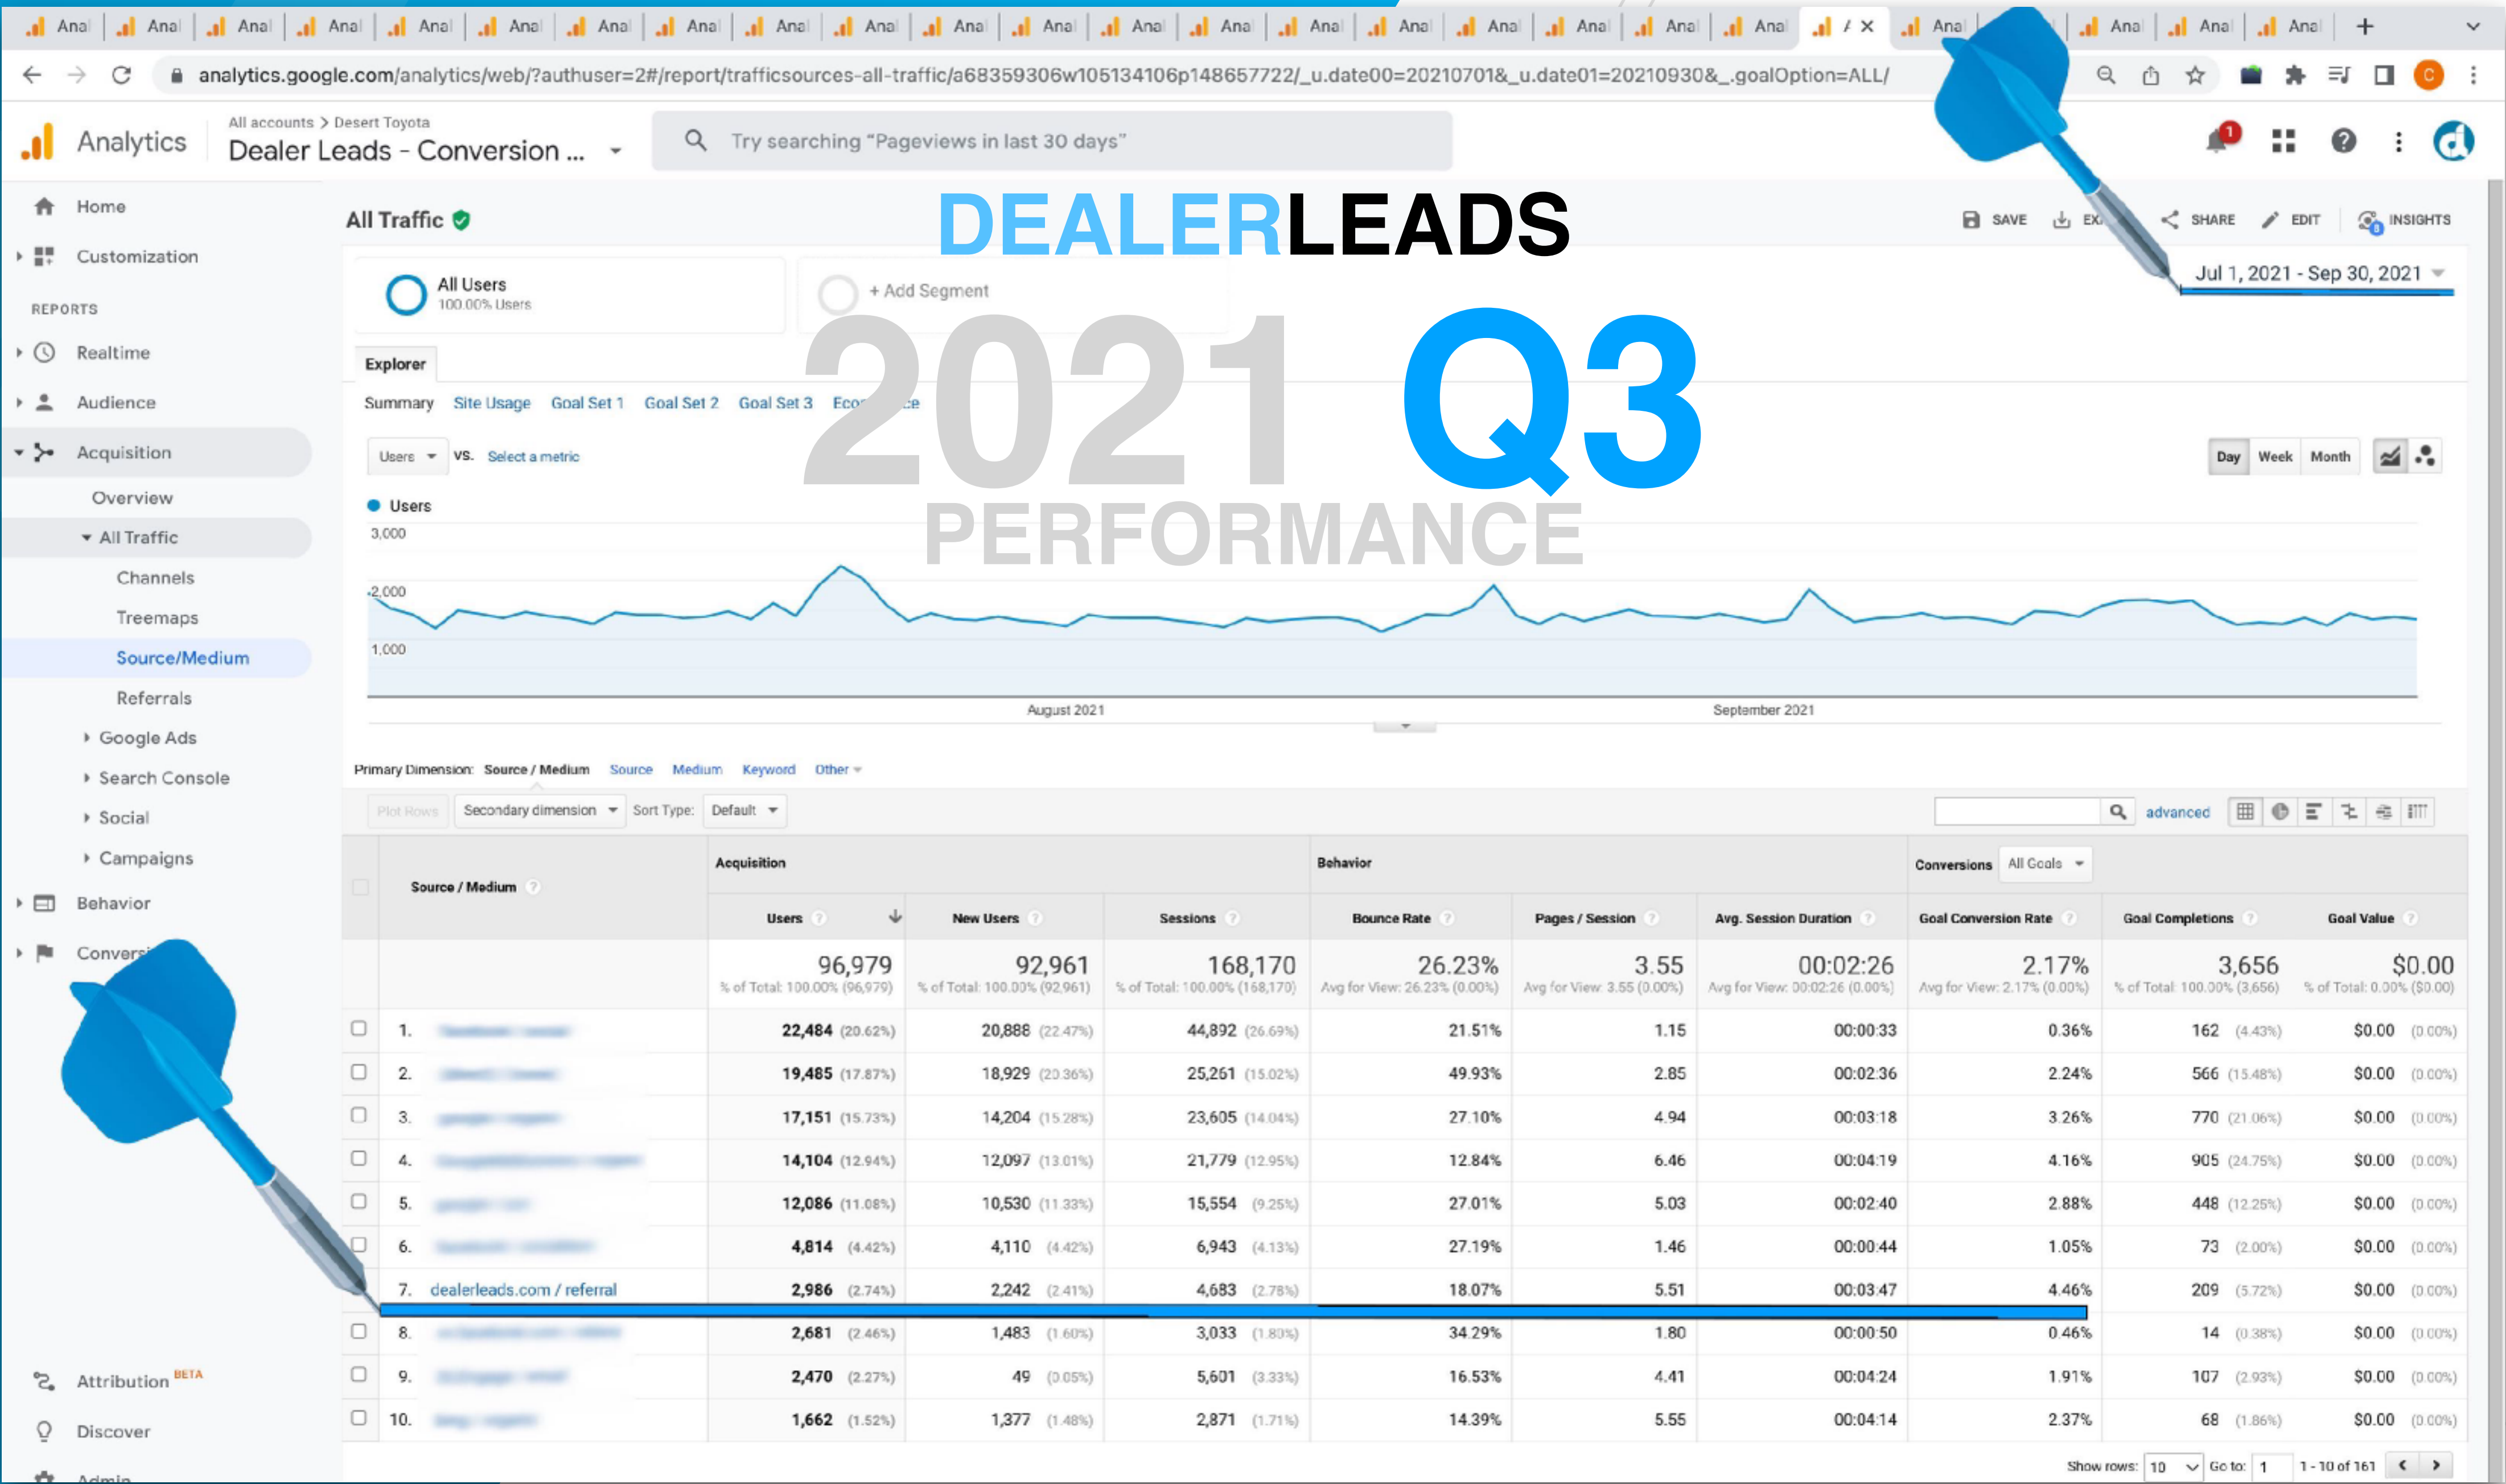 Anal Anal Anal Anal Anal Anal Anal Anal Anal Anal Anal Anal Anal Anal Anal Anal Anal Anal Anal Anal Anal Anal Anal Anal
analytics.google.com/analytics/web/?authuser=2#/report/trafficsources-all-traffic/a68359306w105134106p148657722/_u.date00=20210701&_u.date01=20210930&_.goalOption=ALL/
C
All accounts > Desert Toyota
Analytics
Dealer Leads - Conversion ...
Try searching "Pageviews in last 30 days"
1
Home
Customization
REPORTS
Realtime
Audience
Acquisition
Overview
All Traffic
Channels
Treemaps
Source/Medium
Referrals
Google Ads
Search Console
Social
Campaigns
Behavior
Attribution BETA
Discover
Admin
All Traffic
DEALERLEADS
SAVE SHARE EDIT INSIGHTS
Jul 1, 2021 - Sep 30, 2021
All Users
100.00% Users
+ Add Segment
2021 Q3
PERFORMANCE
Explorer
Summary Site Usage Goal Set 1 Goal Set 2 Goal Set 3
Users VS. Select a metric
Day Week Month
Users
3,000
2,000
1,000
August 2021 September 2021
Primary Dimension: Source / Medium Source Medium Keyword Other
Plot Rows Secondary dimension Sort Type: Default
advanced
Source / Medium Acquisition Behavior Conversions All Goals
Users New Users Sessions Bounce Rate Pages / Session Avg. Session Duration Goal Conversion Rate Goal Completions Goal Value
96,979 92,961 168,170 26.23% 3.55 00:02:26 2.17% 3,656 $0.00
% of Total: 100.00% (96,979) % of Total: 100.00% (92,961) % of Total: 100.00% (168,170) Avg for View: 26.23% (0.00%) Avg for View: 3.55 (0.00%) Avg for View: 00:02:26 (0.00%) Avg for View: 2.17% (0.00%) % of Total: 100.00% (3,656) % of Total: 0.00% ($0.00)
1. 22,484 (20.62%) 20,888 (22.47%) 44,892 (26.69%) 21.51% 1.15 00:00:33 0.36% 162 (4.43%) $0.00 (0.00%)
2. 19,485 (17.87%) 18,929 (20.36%) 25,261 (15.02%) 49.93% 2.85 00:02:36 2.24% 566 (15.48%) $0.00 (0.00%)
3. 17,151 (15.73%) 14,204 (15.28%) 23,605 (14.04%) 27.10% 4.94 00:03:18 3.26% 770 (21.06%) $0.00 (0.00%)
4. 14,104 (12.94%) 12,097 (13.01%) 21,779 (12.95%) 12.84% 6.46 00:04:19 4.16% 905 (24.75%) $0.00 (0.00%)
5. 12,086 (11.08%) 10,530 (11.33%) 15,554 (9.25%) 27.01% 5.03 00:02:40 2.88% 448 (12.25%) $0.00 (0.00%)
6. 4,814 (4.42%) 4,110 (4.42%) 6,943 (4.13%) 27.19% 1.46 00:00:44 1.05% 73 (2.00%) $0.00 (0.00%)
7. dealerleads.com / referral 2,986 (2.74%) 2,242 (2.41%) 4,683 (2.78%) 18.07% 5.51 00:03:47 4.46% 209 (5.72%) $0.00 (0.00%)
8. 2,681 (2.46%) 1,483 (1.60%) 3,033 (1.80%) 34.29% 1.80 00:00:50 0.46% 14 (0.38%) $0.00 (0.00%)
9. 2,470 (2.27%) 49 (0.05%) 5,601 (3.33%) 16.53% 4.41 00:04:24 1.91% 107 (2.93%) $0.00 (0.00%)
10. 1,662 (1.52%) 1,377 (1.48%) 2,871 (1.71%) 14.39% 5.55 00:04:14 2.37% 68 (1.86%) $0.00 (0.00%)
Show rows: 10 Go to: 1 1 - 10 of 161